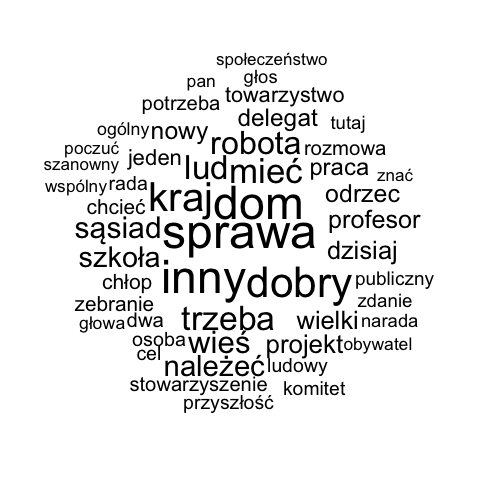 społeczeństwo
pan głos
potrzeba towarzystwo
delegat
ogólny nowy tutaj
robota
poczuć jeden rozmowa
szanowny lud mieć praca
wspólny rada znać
kraj dom odrzec
chcieć
sąsiad sprawa profesor
szkoła dzisiaj
chłop inny dobry publiczny
zebranie zdanie
głowa dwa trzeba wielki narada
osoba wieś projekt obywatel
cel
należeć ludowy
stowarzyszenie komitet
przyszłość